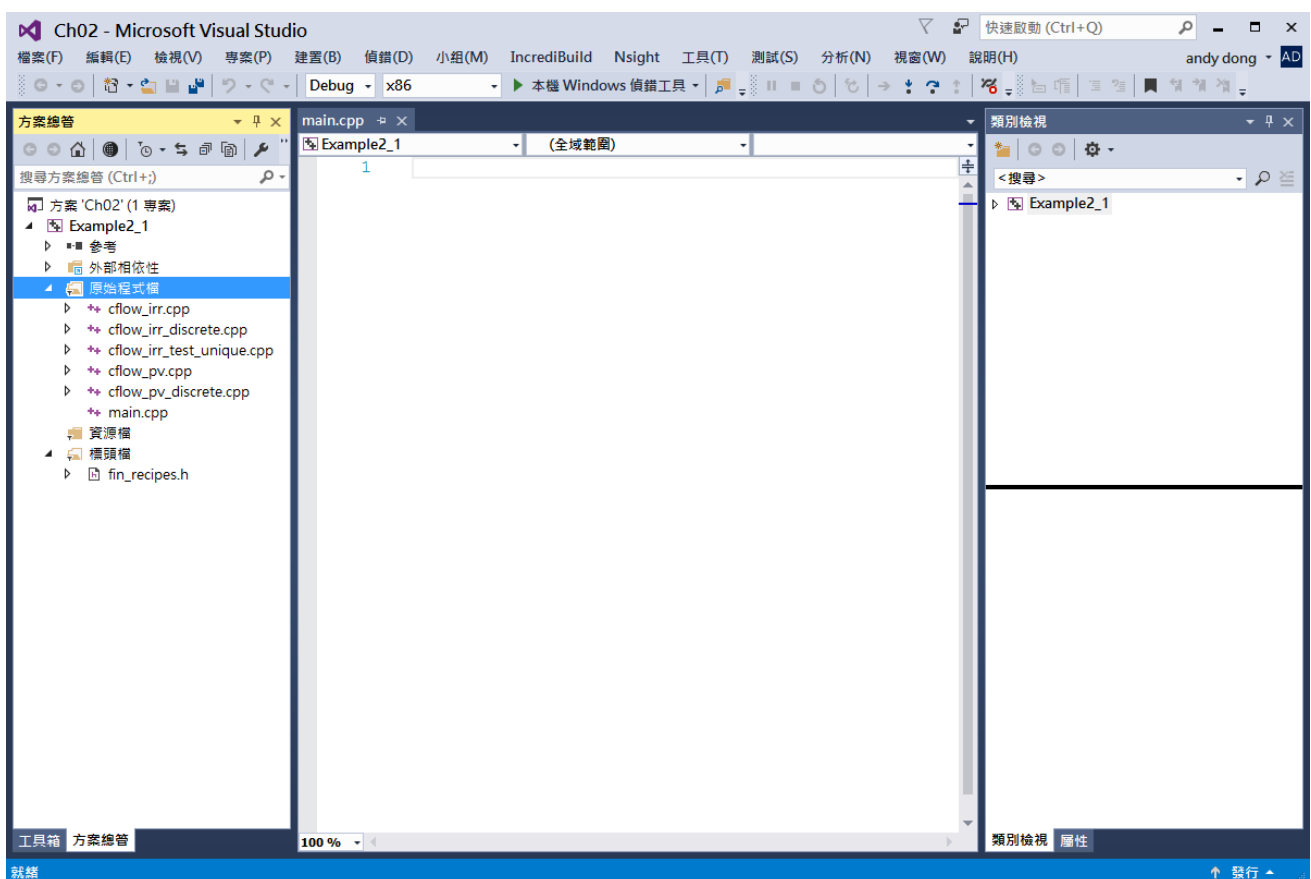 Ch02 - Microsoft Visual Studio
快速啟動 (Ctrl+Q)
檔案(F) 編輯(E) 檢視(V) 專案(P) 建置(B) 偵錯(D) 小組(M) IncrediBuild Nsight 工具(T) 測試(S) 分析(N) 視窗(W) 說明(H)
andy dong AD
Debug x86 本機 Windows 偵錯工具
方案總管
搜尋方案總管 (Ctrl+;)
方案 'Ch02' (1 專案)
Example2_1
參考
外部相依性
原始程式檔
cflow_irr.cpp
cflow_irr_discrete.cpp
cflow_irr_test_unique.cpp
cflow_pv.cpp
cflow_pv_discrete.cpp
main.cpp
資源檔
標頭檔
fin_recipes.h
工具箱 方案總管
main.cpp
Example2_1 (全域範圍)
1
100 %
類別檢視
<搜尋>
Example2_1
類別檢視 屬性
就緒
發行